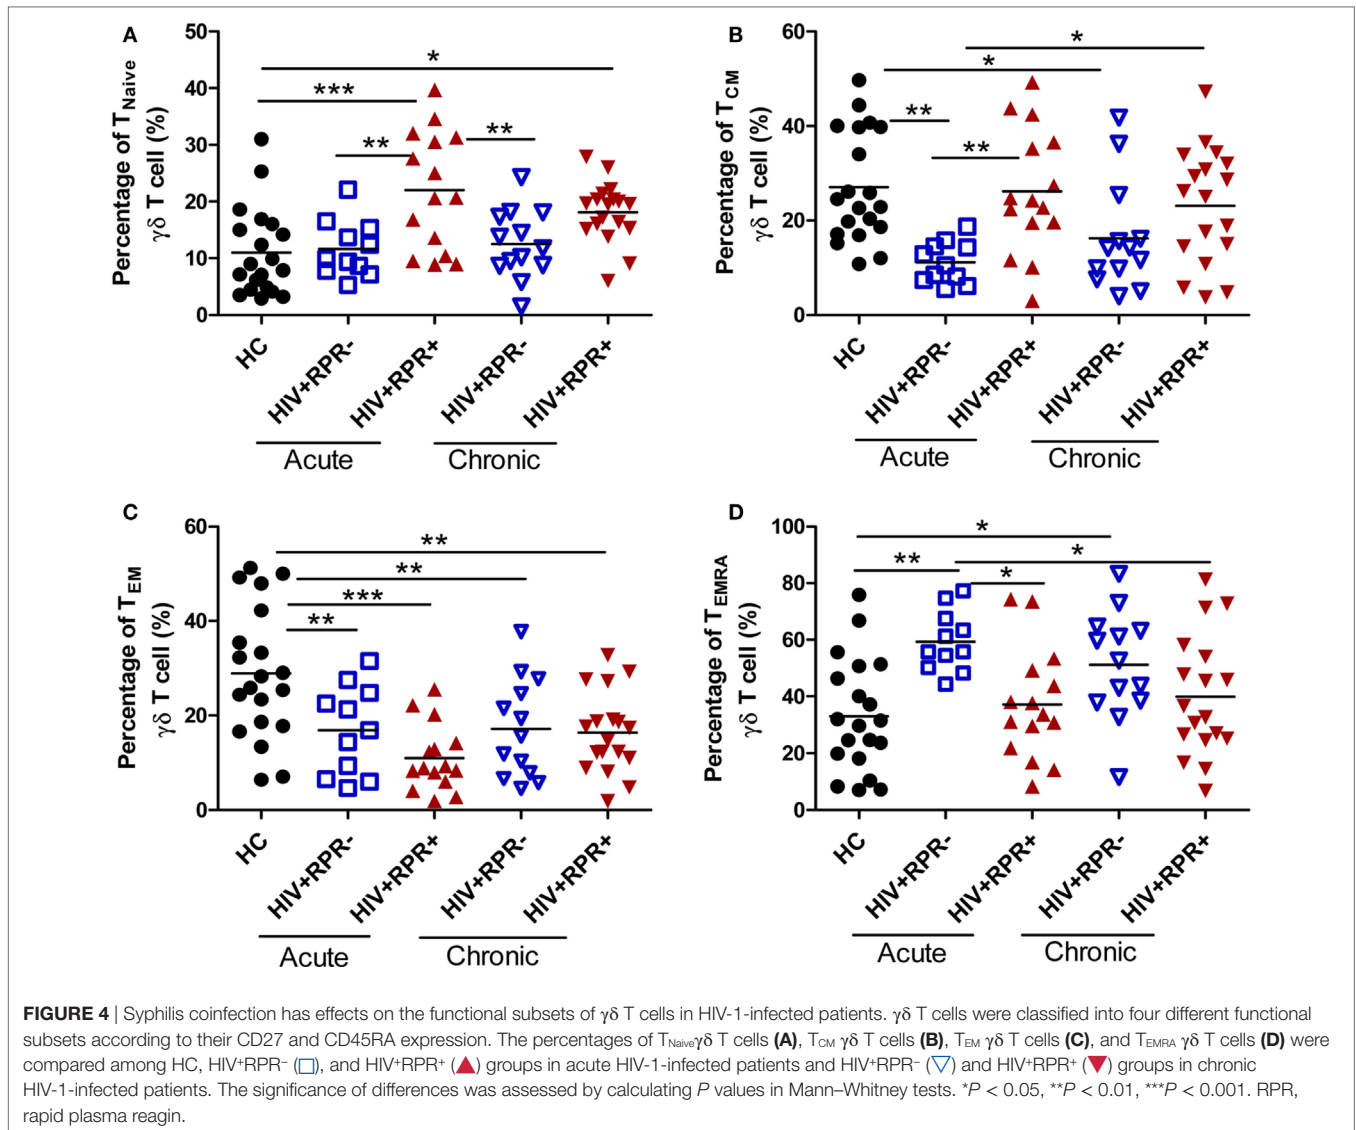 A
Percentage of TNaive
γδ T cell (%)
50
40
30
20
10
0
*
***
**
**
HC
HIV+RPR-
HIV+RPR+
HIV+RPR-
HIV+RPR+
Acute
Chronic
B
Percentage of TCM
γδ T cell (%)
60
40
20
0
*
*
**
**
HC
HIV+RPR-
HIV+RPR+
HIV+RPR-
HIV+RPR+
Acute
Chronic
C
Percentage of TEM
γδ T cell (%)
60
40
20
0
**
**
***
**
HC
HIV+RPR-
HIV+RPR+
HIV+RPR-
HIV+RPR+
Acute
Chronic
D
Percentage of TEMRA
γδ T cell (%)
100
80
60
40
20
0
*
*
**
*
HC
HIV+RPR-
HIV+RPR+
HIV+RPR-
HIV+RPR+
Acute
Chronic
FIGURE 4 | Syphilis coinfection has effects on the functional subsets of γδ T cells in HIV-1-infected patients. γδ T cells were classified into four different functional
subsets according to their CD27 and CD45RA expression. The percentages of TNaiveγδ T cells (A), TCM γδ T cells (B), TEM γδ T cells (C), and TEMRA γδ T cells (D) were
compared among HC, HIV+RPR− (□), and HIV+RPR+ (▲) groups in acute HIV-1-infected patients and HIV+RPR− (▽) and HIV+RPR+ (▼) groups in chronic
HIV-1-infected patients. The significance of differences was assessed by calculating P values in Mann–Whitney tests. *P < 0.05, **P < 0.01, ***P < 0.001. RPR,
rapid plasma reagin.